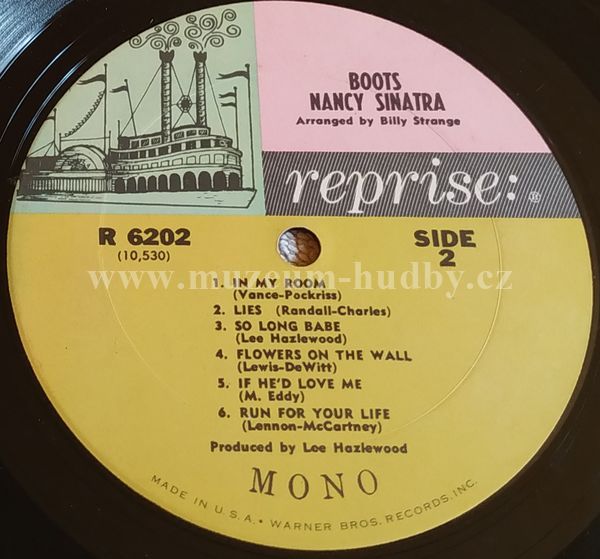 BOOTS
NANCY SINATRA
Arranged by Billy Strange
reprise: ®
R 6202
(10,530)
SIDE
2
www.muzeum-hudby.cz
1. IN MY ROOM
(Vance-Pockriss)
2. LIES (Randall-Charles)
3. SO LONG BABE
(Lee Hazlewood)
4. FLOWERS ON THE WALL
(Lewis-DeWitt)
5. IF HE'D LOVE ME
(M. Eddy)
6. RUN FOR YOUR LIFE
(Lennon-McCartney)
Produced by Lee Hazlewood
MONO
MADE IN U.S.A. • WARNER BROS. RECORDS, INC.